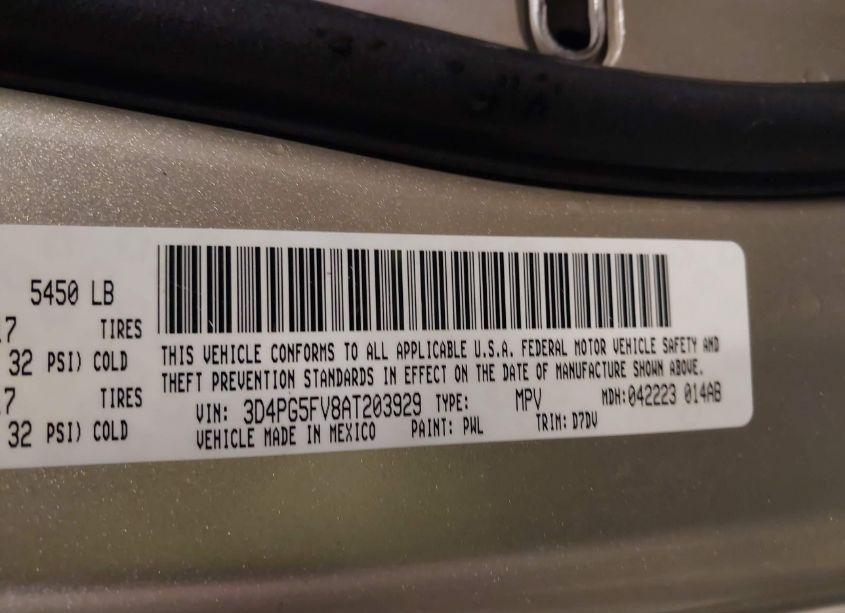 5450 LB
17 TIRES
32 PSI) COLD
17 TIRES
32 PSI) COLD
THIS VEHICLE CONFORMS TO ALL APPLICABLE U.S.A. FEDERAL MOTOR VEHICLE SAFETY AND
THEFT PREVENTION STANDARDS IN EFFECT ON THE DATE OF MANUFACTURE SHOWN ABOVE.
VIN: 3D4PG5FV8AT203929 TYPE: MPV MDH:042223 014AB
VEHICLE MADE IN MEXICO PAINT: PWL TRIM: D7DV